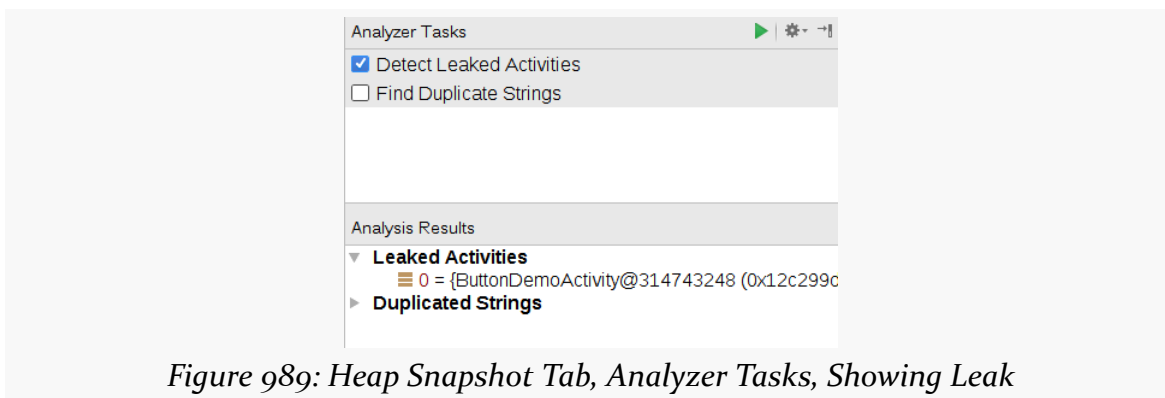 Analyzer Tasks
Detect Leaked Activities
Find Duplicate Strings
Analysis Results
Leaked Activities
0 = {ButtonDemoActivity@314743248 (0x12c299c
Duplicated Strings
Figure 989: Heap Snapshot Tab, Analyzer Tasks, Showing Leak